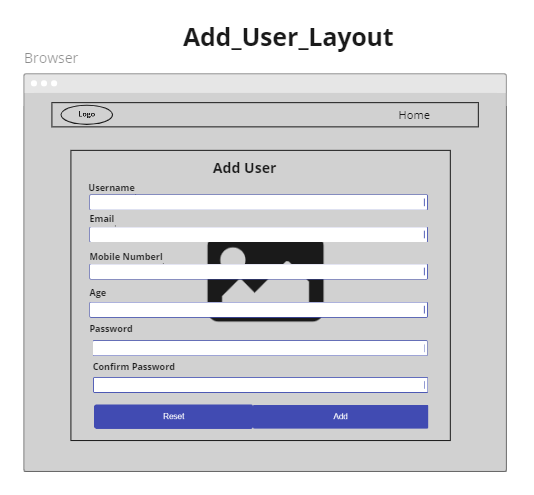 Add_User_Layout
Browser
Logo
Home
Add User
Username
Email
Mobile Numberl
Age
Password
Confirm Password
Reset Add